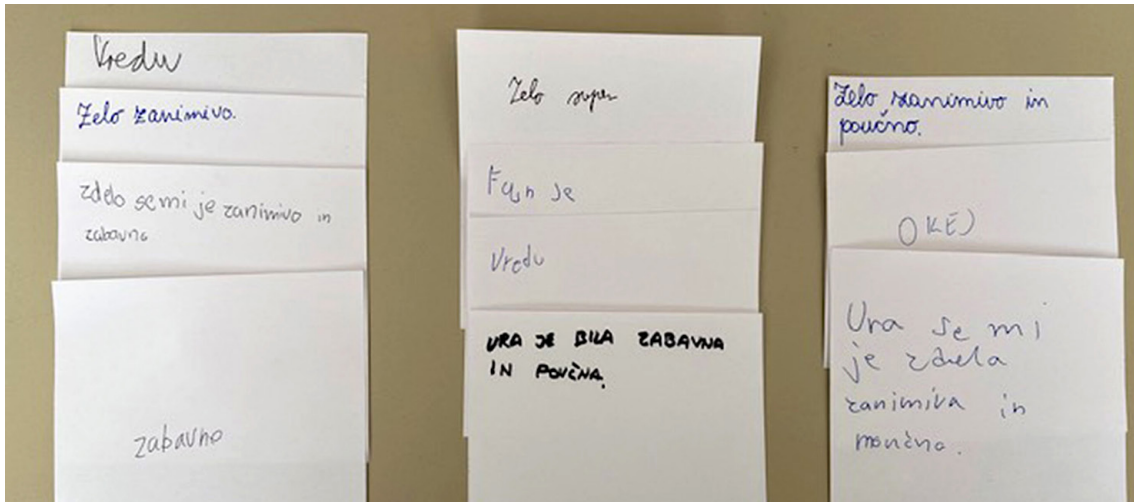 Vredu
Zelo zanimivo.
zdelo se mi je zanimivo in
zabavno
zabavno
Zelo super
Fajn je
Vredu
URA JE BILA ZABAVNA
IN POUČNA.
Zelo zanimivo in
poučno.
OKEJ
Ura se mi
je zdela
zanimiva in